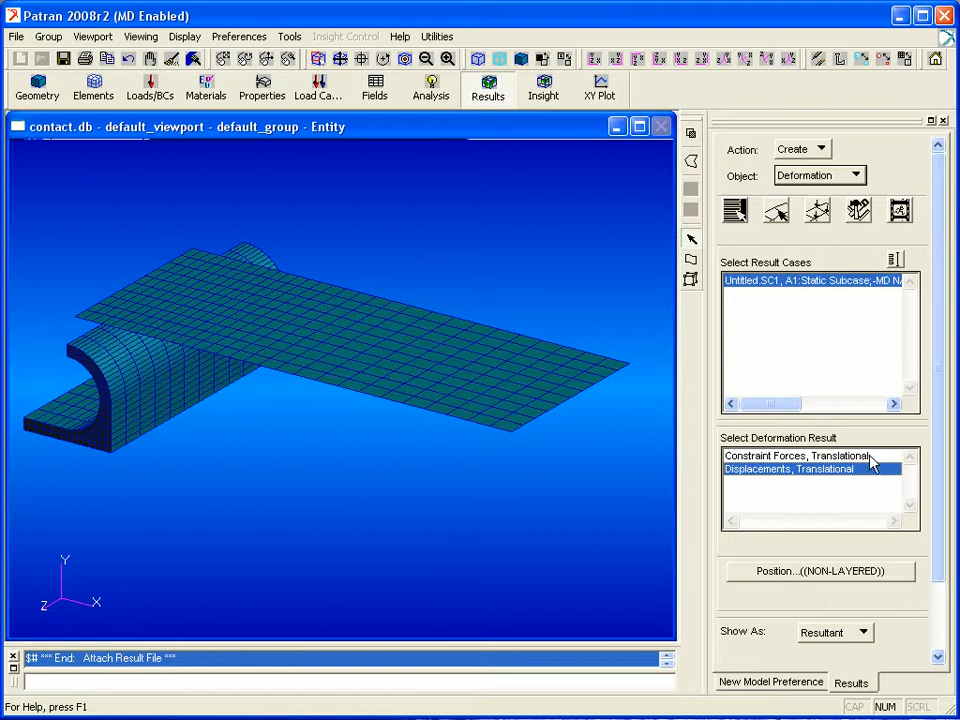 Patran 2008r2 (MD Enabled)
File Group Viewport Viewing Display Preferences Tools Insight Control Help Utilities
Geometry Elements Loads/BCs Materials Properties Load Ca... Fields Analysis Results Insight XY Plot
contact.db - default_viewport - default_group - Entity
Action: Create
Object: Deformation
Select Result Cases
Untitled.SC1, A1:Static Subcase;-MD NA
Select Deformation Result
Constraint Forces, Translational
Displacements, Translational
Position...((NON-LAYERED))
Show As: Resultant
Y
Z X
$# *** End: Attach Result File ***
New Model Preference Results
For Help, press F1
CAP NUM SCRL